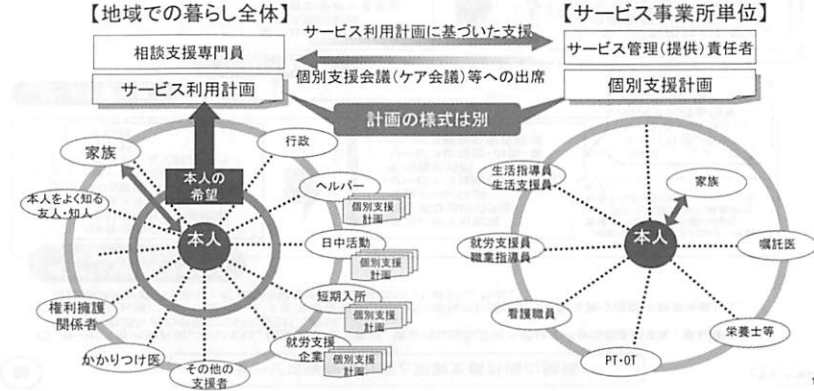 【地域での暮らし全体】
【サービス事業所単位】
サービス利用計画に基づいた支援
相談支援専門員
サービス管理(提供)責任者
個別支援会議(ケア会議)等への出席
サービス利用計画
個別支援計画
計画の様式は別
家族
行政
本人の
希望
本人をよく知る
友人・知人
ヘルパー
個別支援
計画
本人
日中活動
個別支援
計画
短期入所
個別支援
計画
権利擁護
関係者
就労支援
企業
個別支援
計画
かかりつけ医
その他の
支援者
生活指導員
生活支援員
家族
就労支援員
職業指導員
本人
嘱託医
看護職員
栄養士等
PT・OT